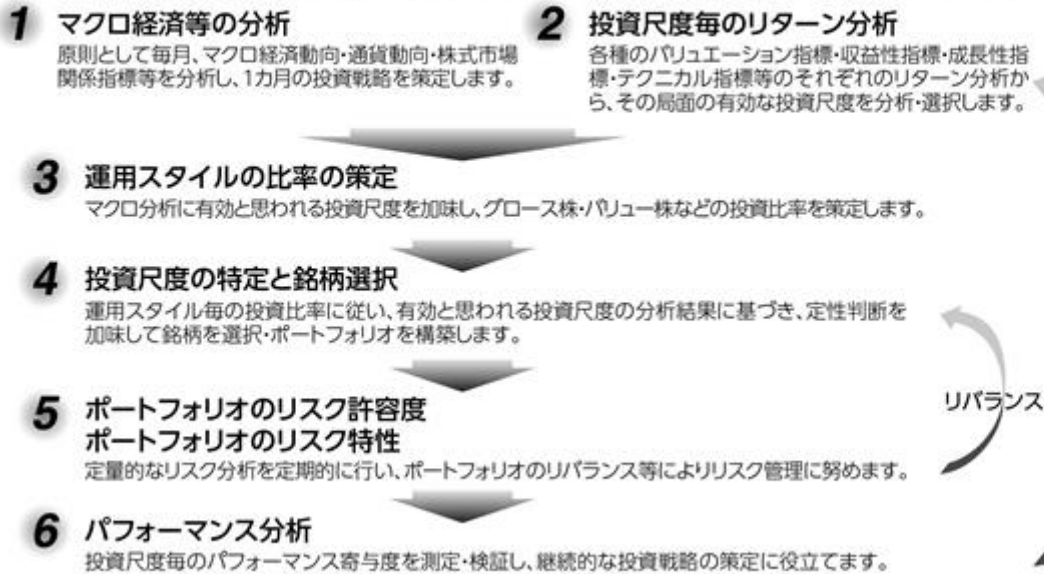 1 マクロ経済等の分析
原則として毎月、マクロ経済動向・通貨動向・株式市場
関係指標等を分析し、1カ月の投資戦略を策定します。
2 投資尺度毎のリターン分析
各種のバリュエーション指標・収益性指標・成長性指
標・テクニカル指標等のそれぞれのリターン分析か
ら、その局面の有効な投資尺度を分析・選択します。
3 運用スタイルの比率の策定
マクロ分析に有効と思われる投資尺度を加味し、グロース株・バリュー株などの投資比率を策定します。
4 投資尺度の特定と銘柄選択
運用スタイル毎の投資比率に従い、有効と思われる投資尺度の分析結果に基づき、定性判断を
加味して銘柄を選択・ポートフォリオを構築します。
5 ポートフォリオのリスク許容度
ポートフォリオのリスク特性
定量的なリスク分析を定期的に行い、ポートフォリオのリバランス等によりリスク管理に努めます。
リバランス
6 パフォーマンス分析
投資尺度毎のパフォーマンス寄与度を測定・検証し、継続的な投資戦略の策定に役立てます。